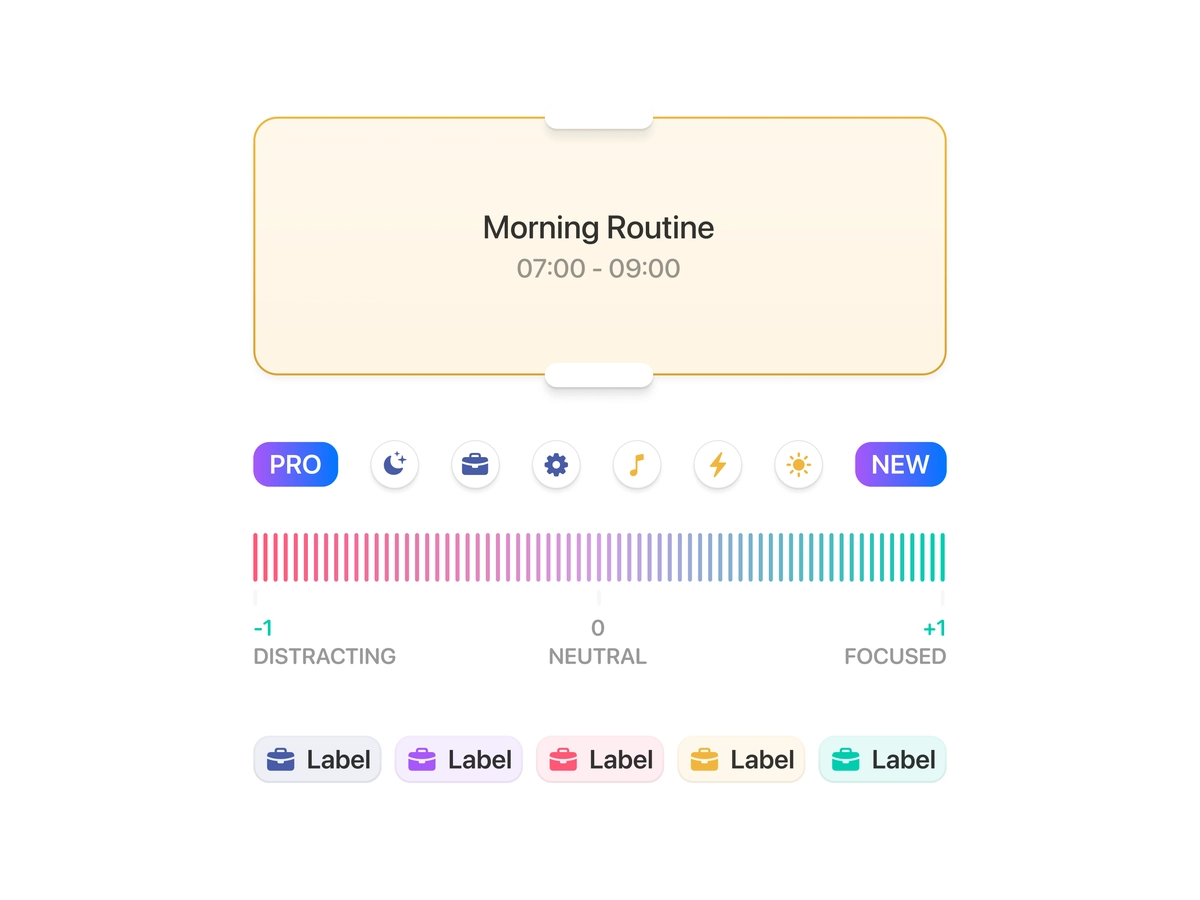 Morning Routine
07:00 - 09:00
PRO
NEW
-1
0
+1
DISTRACTING
NEUTRAL
FOCUSED
Label
Label
Label
Label
Label